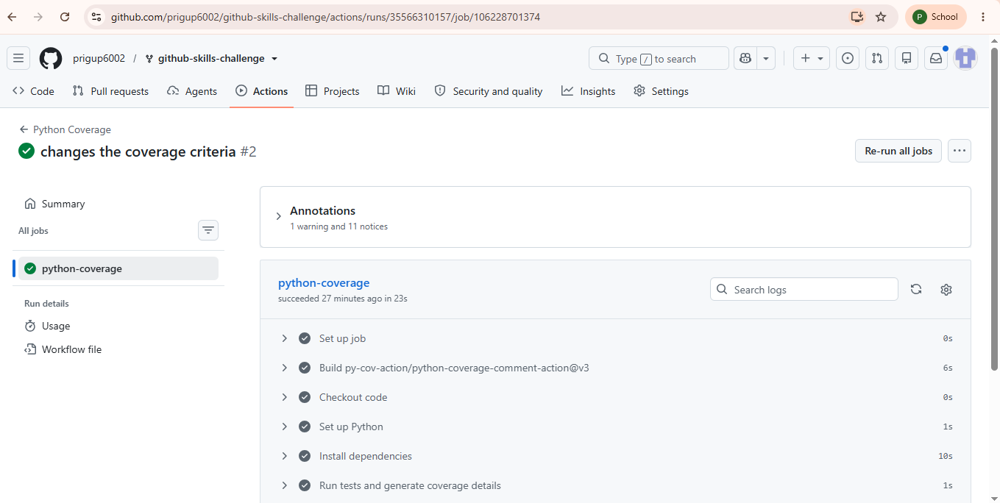 github.com/prigup6002/github-skills-challenge/actions/runs/35566310157/job/106228701374
P School
prigup6002 / github-skills-challenge
Type / to search
Code Pull requests Agents Actions Projects Wiki Security and quality Insights Settings
Python Coverage
changes the coverage criteria #2
Re-run all jobs
Summary
All jobs
python-coverage
Run details
Usage
Workflow file
Annotations
1 warning and 11 notices
python-coverage
succeeded 27 minutes ago in 23s
Search logs
Set up job 0s
Build py-cov-action/python-coverage-comment-action@v3 6s
Checkout code 0s
Set up Python 1s
Install dependencies 10s
Run tests and generate coverage details 1s